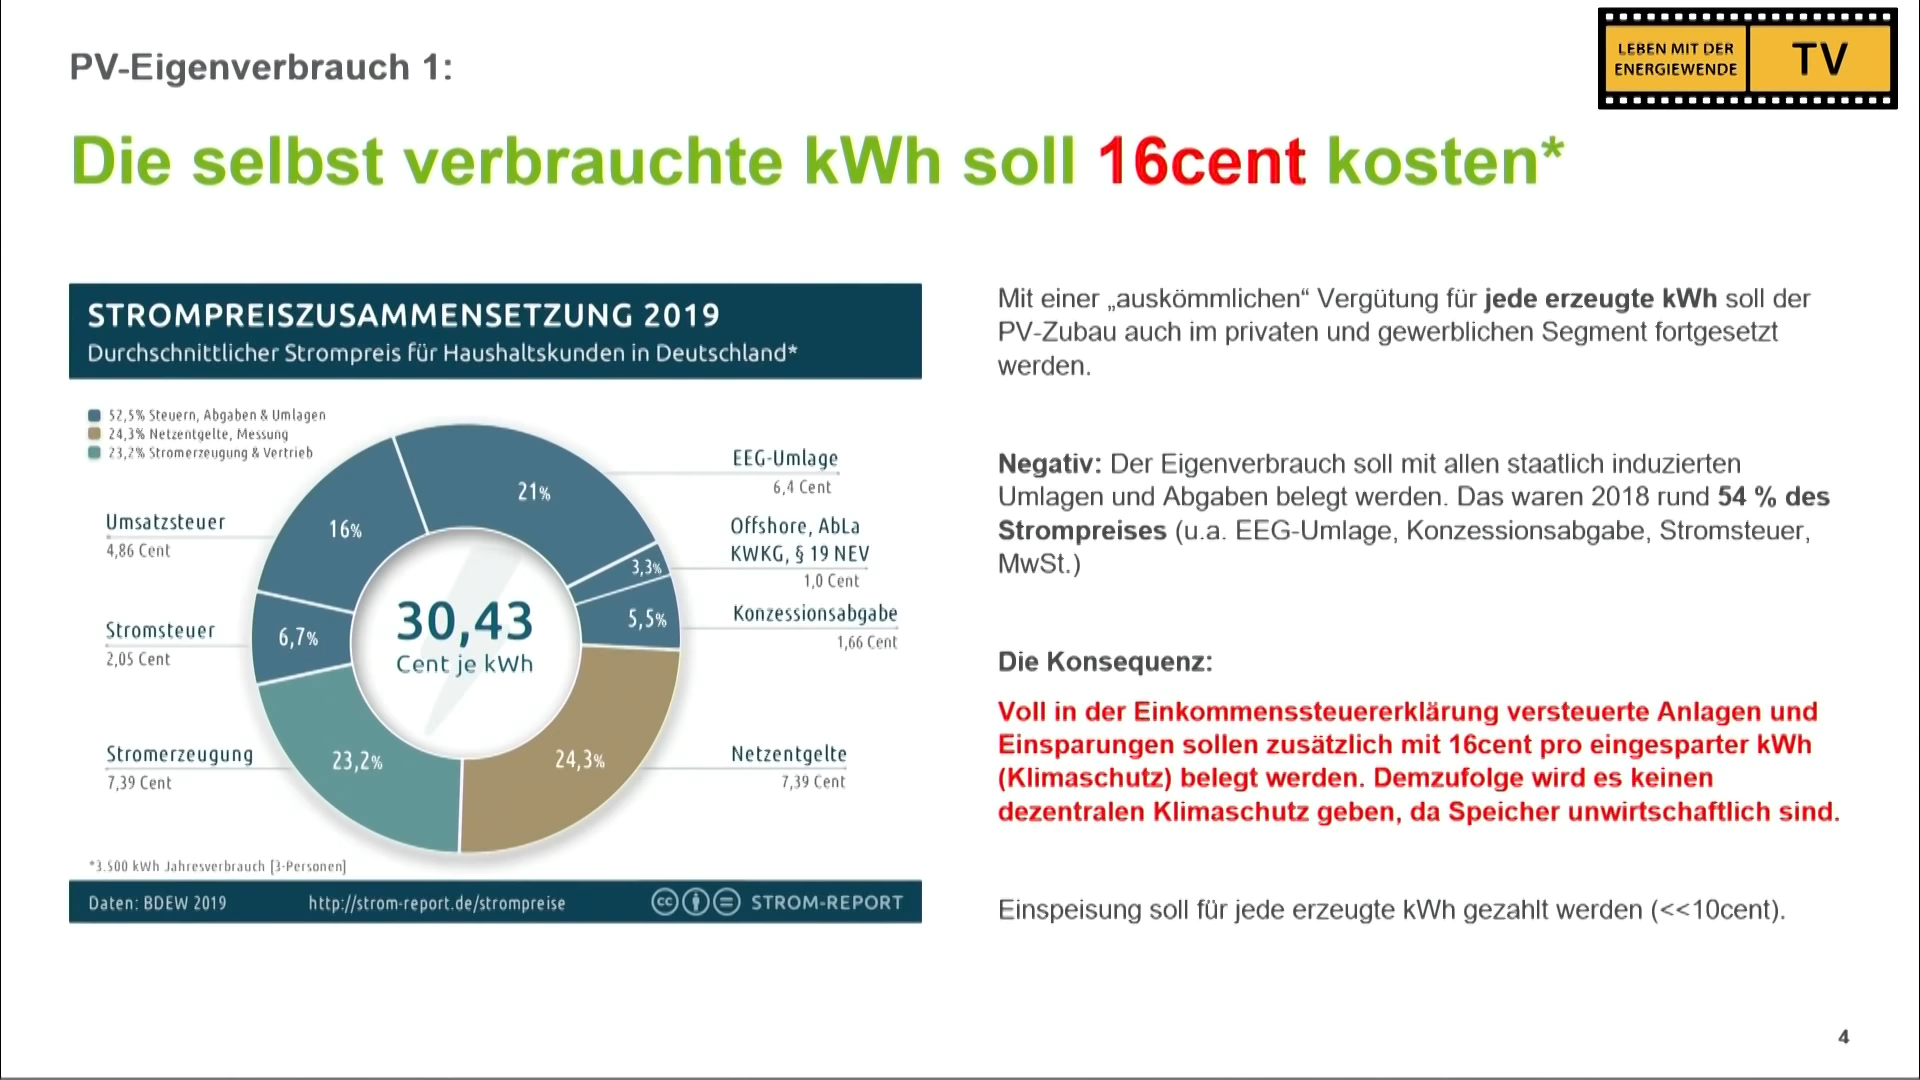 PV-Eigenverbrauch 1:
LEBEN MIT DER
ENERGIEWENDE
TV
Die selbst verbrauchte kWh soll 16cent kosten*
STROMPREISZUSAMMENSETZUNG 2019
Durchschnittlicher Strompreis für Haushaltskunden in Deutschland*
52,5% Steuern, Abgaben & Umlagen
24,3% Netzentgelte, Messung
23,2% Stromerzeugung & Vertrieb
Umsatzsteuer
4,86 Cent
Stromsteuer
2,05 Cent
Stromerzeugung
7,39 Cent
16%
21%
3,3%
5,5%
6,7%
23,2%
24,3%
30,43
Cent je kWh
EEG-Umlage
6,4 Cent
Offshore, AbLa
KWKG, § 19 NEV
1,0 Cent
Konzessionsabgabe
1,66 Cent
Netzentgelte
7,39 Cent
*3.500 kWh Jahresverbrauch [3-Personen]
Daten: BDEW 2019
http://strom-report.de/strompreise
cc
STROM-REPORT
Mit einer „auskömmlichen“ Vergütung für jede erzeugte kWh soll der
PV-Zubau auch im privaten und gewerblichen Segment fortgesetzt
werden.
Negativ: Der Eigenverbrauch soll mit allen staatlich induzierten
Umlagen und Abgaben belegt werden. Das waren 2018 rund 54 % des
Strompreises (u.a. EEG-Umlage, Konzessionsabgabe, Stromsteuer,
MwSt.)
Die Konsequenz:
Voll in der Einkommenssteuererklärung versteuerte Anlagen und
Einsparungen sollen zusätzlich mit 16cent pro eingesparter kWh
(Klimaschutz) belegt werden. Demzufolge wird es keinen
dezentralen Klimaschutz geben, da Speicher unwirtschaftlich sind.
Einspeisung soll für jede erzeugte kWh gezahlt werden (<<10cent).
4